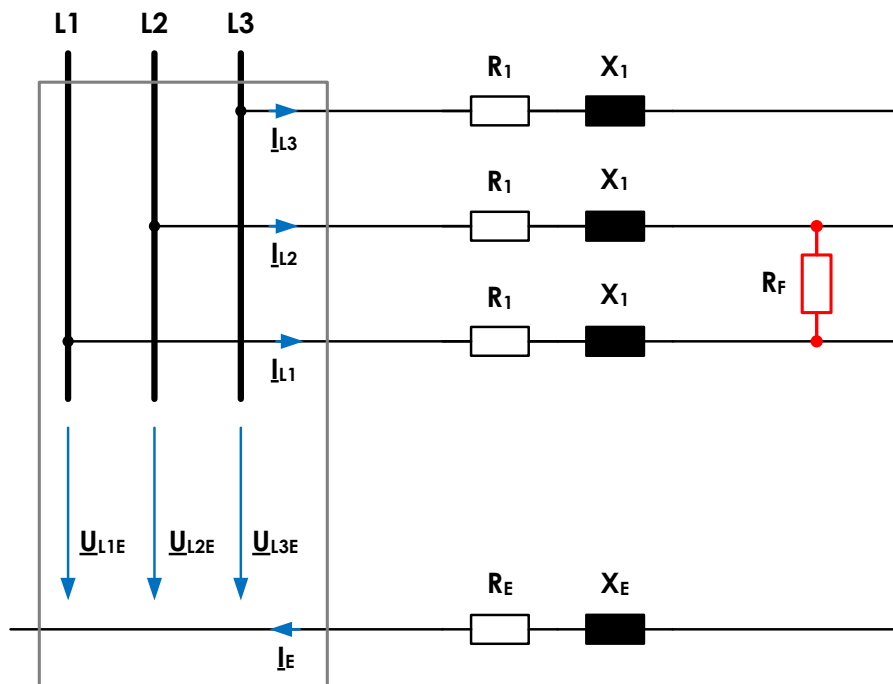 L1 L2 L3
R1 X1
IL3
R1 X1
IL2
RF
R1 X1
IL1
UL1E UL2E UL3E
RE XE
IE